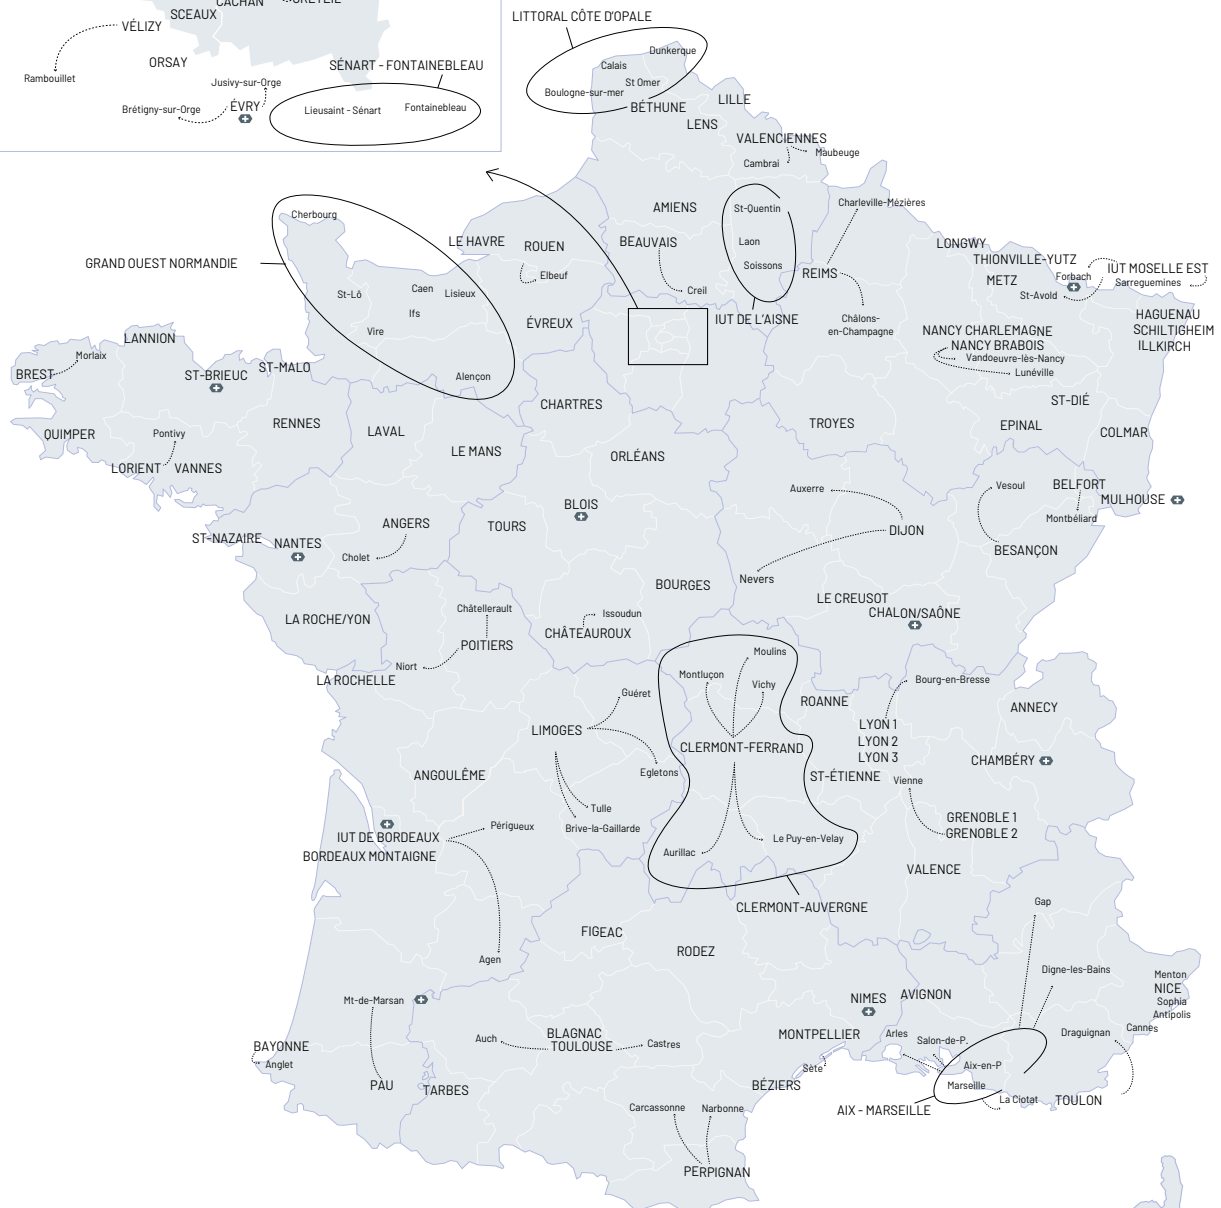 CACHAN
CRÉTEIL
SCEAUX
VÉLIZY
ORSAY
Rambouillet
SÉNART - FONTAINEBLEAU
Jusivy-sur-Orge
Brétigny-sur-Orge
ÉVRY
Lieusaint - Sénart
Fontainebleau
LITTORAL CÔTE D'OPALE
Dunkerque
Calais
St Omer
Boulogne-sur-mer
BÉTHUNE
LILLE
LENS
VALENCIENNES
Maubeuge
Cambrai
AMIENS
St-Quentin
Charleville-Mézières
Cherbourg
LE HAVRE
ROUEN
BEAUVAIS
Laon
LONGWY
GRAND OUEST NORMANDIE
Elbeuf
Soissons
REIMS
THIONVILLE-YUTZ
Forbach
IUT MOSELLE EST
METZ
Sarreguemines
St-Lô
Caen
Lisieux
Creil
St-Avold
Ifs
ÉVREUX
IUT DE L'AISNE
Châlons-
en-Champagne
HAGUENAU
SCHILTIGHEIM
ILLKIRCH
Vire
NANCY CHARLEMAGNE
NANCY BRABOIS
Vandoeuvre-lès-Nancy
Lunéville
LANNION
Morlaix
BREST
ST-BRIEUC
ST-MALO
Alençon
CHARTRES
ST-DIÉ
QUIMPER
Pontivy
RENNES
LAVAL
LE MANS
TROYES
EPINAL
COLMAR
LORIENT
VANNES
ORLÉANS
Auxerre
Vesoul
BELFORT
MULHOUSE
BLOIS
Montbéliard
ANGERS
TOURS
DIJON
ST-NAZAIRE
NANTES
Cholet
BESANÇON
Nevers
BOURGES
LE CREUSOT
CHALON/SAÔNE
LA ROCHE/YON
Châtellerault
Issoudun
CHÂTEAUROUX
POITIERS
Moulins
Niort
LA ROCHELLE
Montluçon
Vichy
Bourg-en-Bresse
Guéret
ROANNE
ANNECY
LIMOGES
LYON 1
LYON 2
LYON 3
CLERMONT-FERRAND
CHAMBÉRY
ANGOULÊME
Egletons
ST-ÉTIENNE
Vienne
Tulle
Brive-la-Gaillarde
Périgueux
IUT DE BORDEAUX
BORDEAUX MONTAIGNE
GRENOBLE 1
GRENOBLE 2
Le Puy-en-Velay
Aurillac
VALENCE
CLERMONT-AUVERGNE
Gap
FIGEAC
RODEZ
Agen
Digne-les-Bains
Menton
NICE
Sophia
Antipolis
Cannes
Mt-de-Marsan
NIMES
AVIGNON
Auch
BLAGNAC
TOULOUSE
Castres
MONTPELLIER
Arles
Salon-de-P.
Draguignan
BAYONNE
Anglet
Sète
Aix-en-P
Marseille
PAU
TARBES
BÉZIERS
La Ciotat
TOULON
AIX - MARSEILLE
Carcassonne
Narbonne
PERPIGNAN